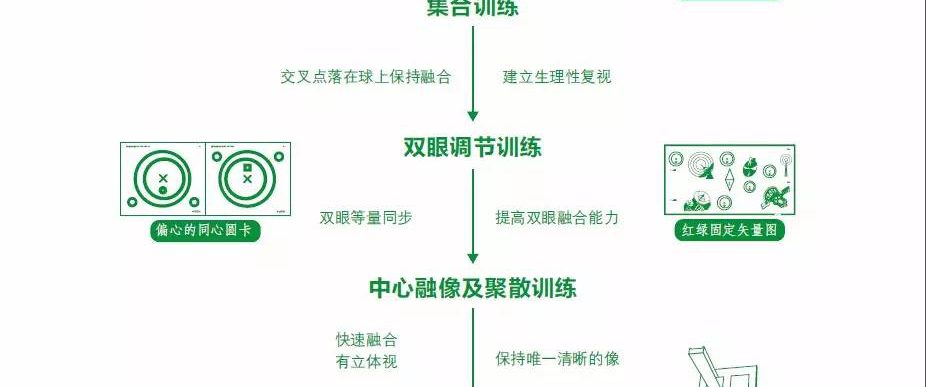 集合训练
交叉点落在球上保持融合
建立生理性复视
双眼调节训练
偏心的同心圆卡
双眼等量同步
提高双眼融合能力
红绿固定矢量图
中心融像及聚散训练
快速融合
有立体视
保持唯一清晰的像